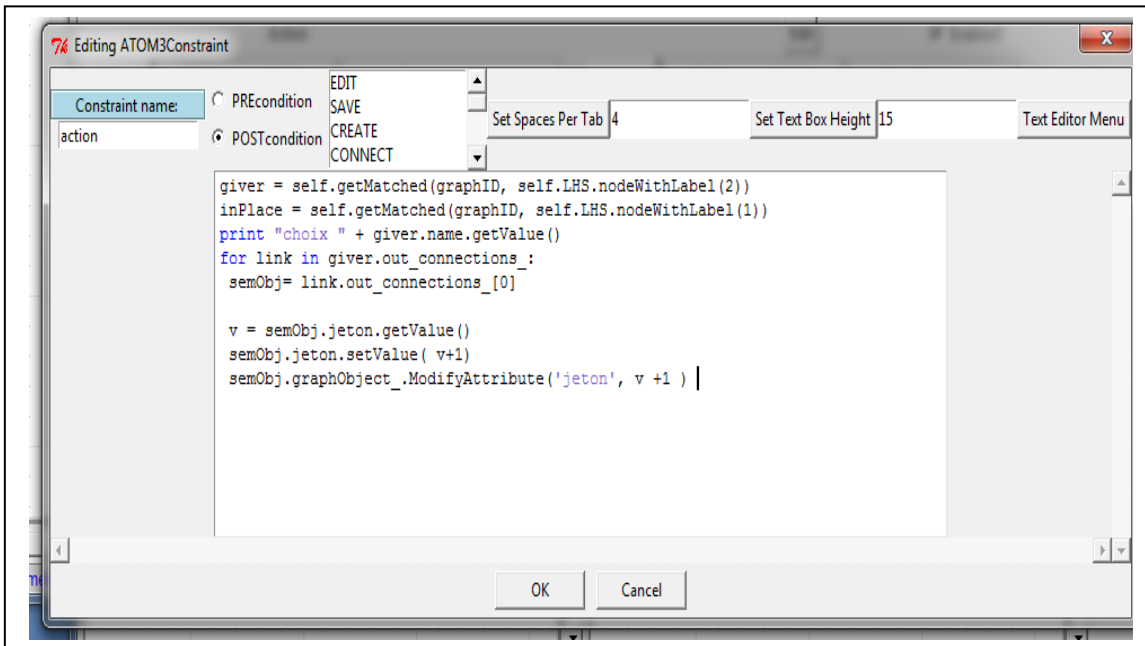 Editing ATOM3Constraint
Constraint name:
action
PREcondition
POSTcondition
EDIT
SAVE
CREATE
CONNECT
Set Spaces Per Tab 4
Set Text Box Height 15
Text Editor Menu
giver = self.getMatched(graphID, self.LHS.nodeWithLabel(2))
inPlace = self.getMatched(graphID, self.LHS.nodeWithLabel(1))
print "choix " + giver.name.getValue()
for link in giver.out_connections_:
 semObj= link.out_connections_[0]
 v = semObj.jeton.getValue()
 semObj.jeton.setValue( v+1)
 semObj.graphObject_.ModifyAttribute('jeton', v +1 )
OK
Cancel